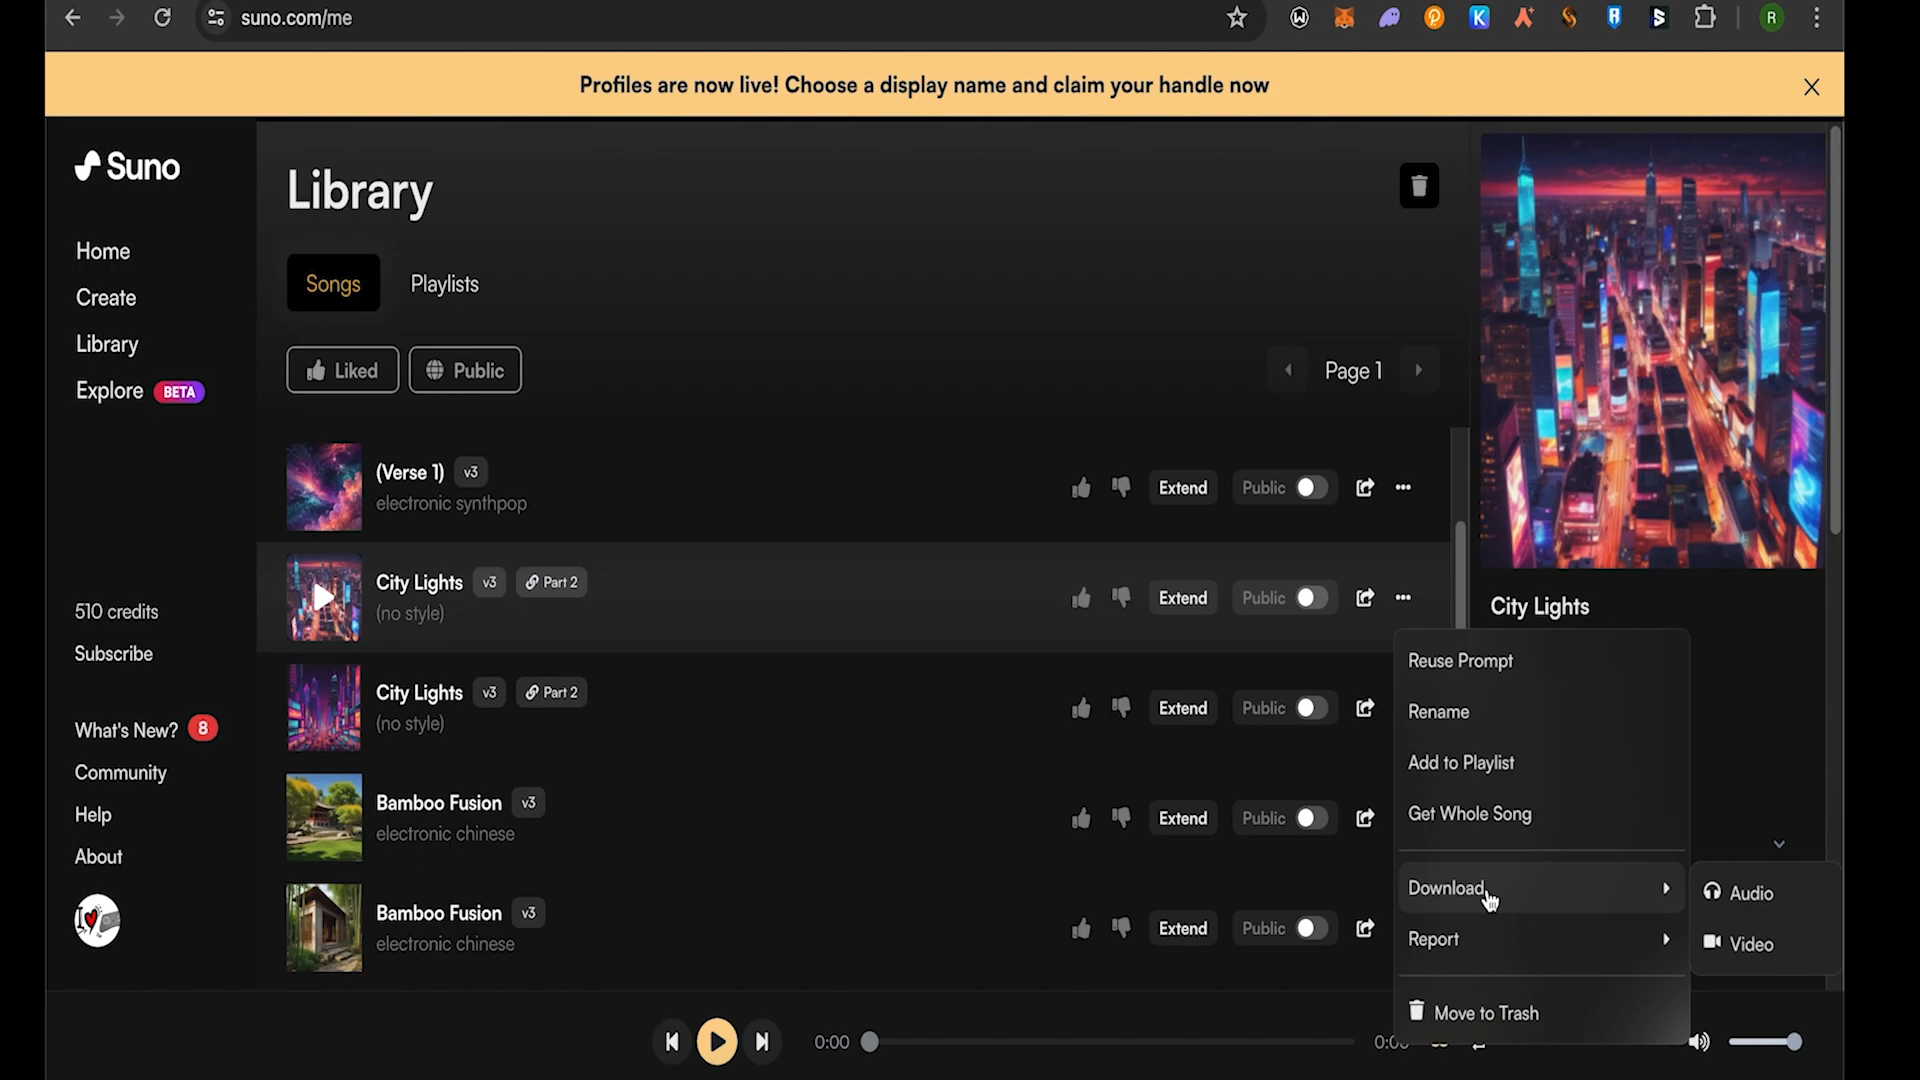 suno.com/me
R
Profiles are now live! Choose a display name and claim your handle now
Suno
Home
Create
Library
Explore BETA
510 credits
Subscribe
What's New? 8
Community
Help
About
Library
Songs Playlists
Liked Public
Page 1
(Verse 1) v3
electronic synthpop
Extend Public
City Lights v3 Part 2
(no style)
Extend Public
City Lights v3 Part 2
(no style)
Extend Public
Bamboo Fusion v3
electronic chinese
Extend Public
Bamboo Fusion v3
electronic chinese
Extend Public
City Lights
Reuse Prompt
Rename
Add to Playlist
Get Whole Song
Download
Report
Move to Trash
Audio
Video
0:00